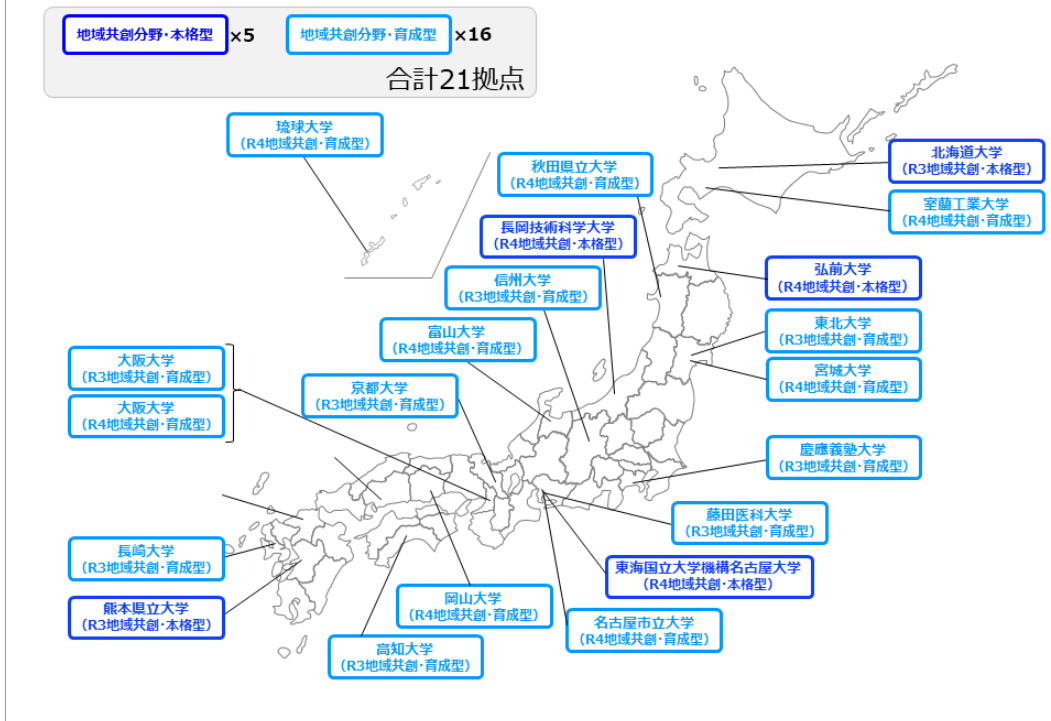 地域共創分野・本格型 ×5 地域共創分野・育成型 ×16
合計21拠点
琉球大学
（R4地域共創・育成型）
秋田県立大学
（R4地域共創・育成型）
北海道大学
（R3地域共創・本格型）
室蘭工業大学
（R4地域共創・育成型）
長岡技術科学大学
（R4地域共創・本格型）
弘前大学
（R4地域共創・本格型）
信州大学
（R3地域共創・育成型）
東北大学
（R3地域共創・育成型）
富山大学
（R4地域共創・育成型）
宮城大学
（R4地域共創・育成型）
大阪大学
（R3地域共創・育成型）
大阪大学
（R4地域共創・育成型）
京都大学
（R3地域共創・育成型）
慶應義塾大学
（R3地域共創・育成型）
藤田医科大学
（R3地域共創・育成型）
長崎大学
（R3地域共創・育成型）
東海国立大学機構名古屋大学
（R4地域共創・本格型）
熊本県立大学
（R3地域共創・本格型）
岡山大学
（R4地域共創・育成型）
名古屋市立大学
（R4地域共創・育成型）
高知大学
（R3地域共創・育成型）